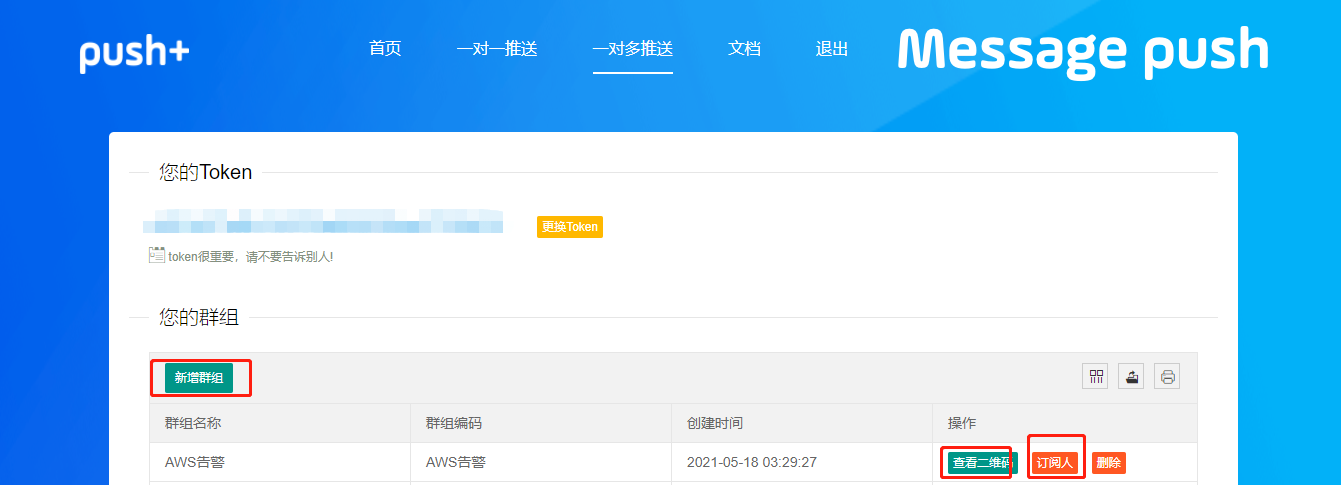 push+ 首页 一对一推送 一对多推送 文档 退出 Message push
您的Token
更换Token
token很重要，请不要告诉别人!
您的群组
新增群组
群组名称 群组编码 创建时间 操作
AWS告警 AWS告警 2021-05-18 03:29:27 查看二维码 订阅人 删除